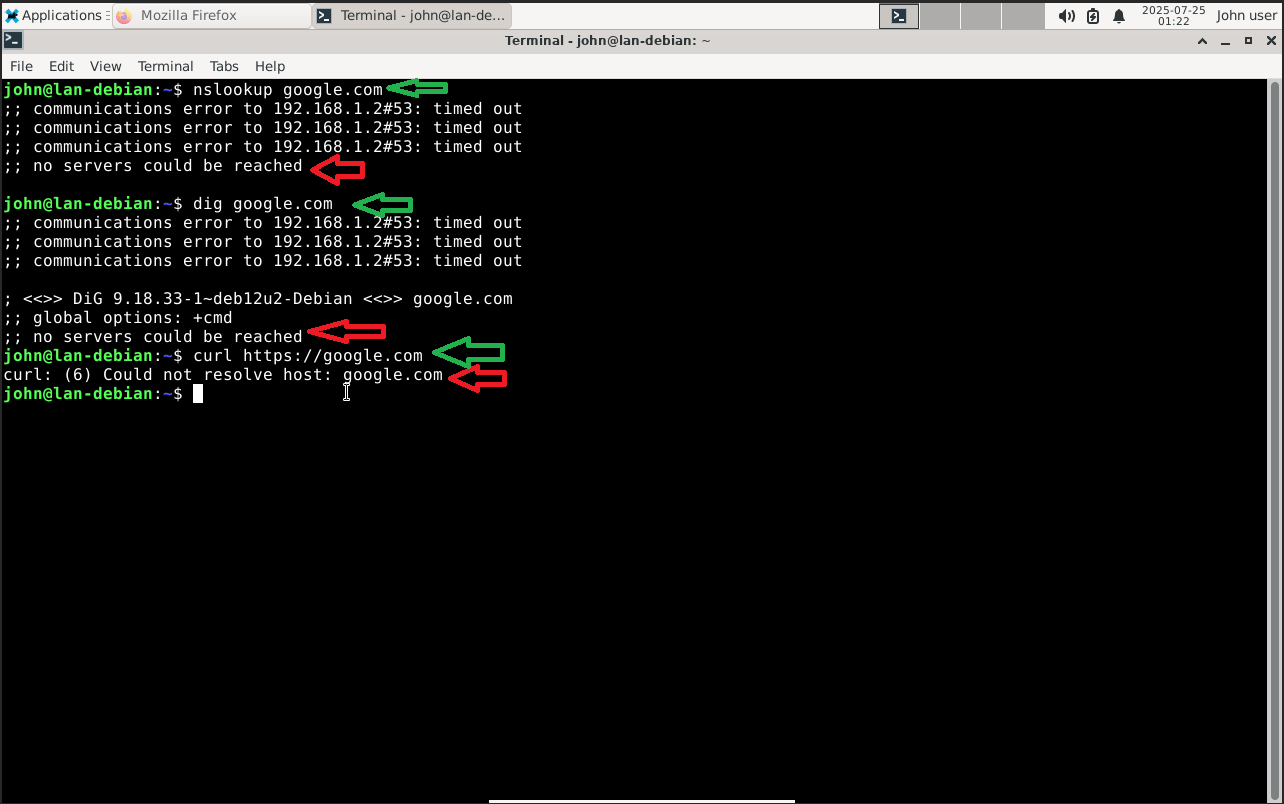 Applications
Mozilla Firefox
Terminal - john@lan-de...
2025-07-25
01:22
John user
Terminal - john@lan-debian: ~
File Edit View Terminal Tabs Help
john@lan-debian:~$ nslookup google.com
;; communications error to 192.168.1.2#53: timed out
;; communications error to 192.168.1.2#53: timed out
;; communications error to 192.168.1.2#53: timed out
;; no servers could be reached
john@lan-debian:~$ dig google.com
;; communications error to 192.168.1.2#53: timed out
;; communications error to 192.168.1.2#53: timed out
;; communications error to 192.168.1.2#53: timed out
; <<>> DiG 9.18.33-1~deb12u2-Debian <<>> google.com
;; global options: +cmd
;; no servers could be reached
john@lan-debian:~$ curl https://google.com
curl: (6) Could not resolve host: google.com
john@lan-debian:~$